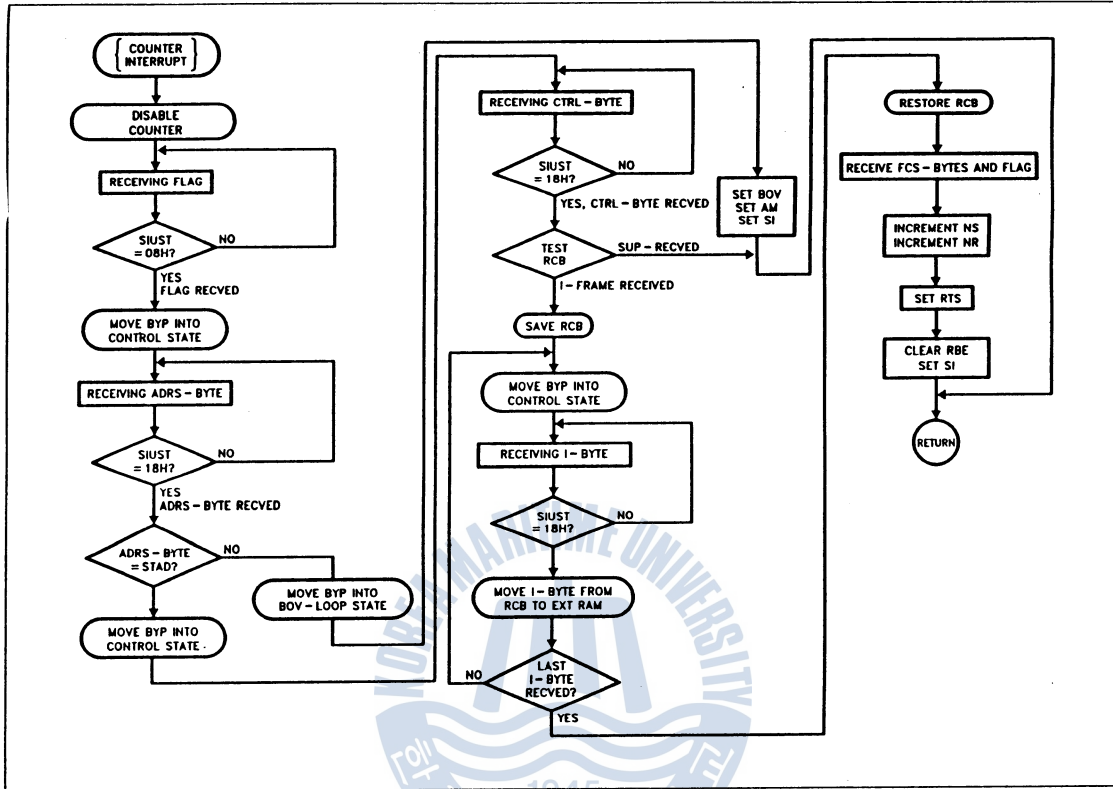 COUNTER
INTERRUPT
DISABLE
COUNTER
RECEIVING FLAG
SIUST
= 08H?
NO
YES
FLAG RECVED
MOVE BYP INTO
CONTROL STATE
RECEIVING ADRS - BYTE
SIUST
= 18H?
NO
YES
ADRS - BYTE RECVED
ADRS - BYTE
= STAD?
NO
MOVE BYP INTO
BOV - LOOP STATE
MOVE BYP INTO
CONTROL STATE .
RECEIVING CTRL - BYTE
SIUST
= 18H?
NO
YES, CTRL - BYTE RECVED
TEST
RCB
SUP - RECVED
I - FRAME RECEIVED
SET BOV
SET AM
SET SI
SAVE RCB
MOVE BYP INTO
CONTROL STATE
RECEIVING I - BYTE
SIUST
= 18H?
NO
MOVE I - BYTE FROM
RCB TO EXT RAM
LAST
I - BYTE
RECVED?
NO
YES
RESTORE RCB
RECEIVE FCS - BYTES AND FLAG
INCREMENT NS
INCREMENT NR
SET RTS
CLEAR RBE
SET SI
RETURN
KOREA MARITIME UNIVERSITY
1945